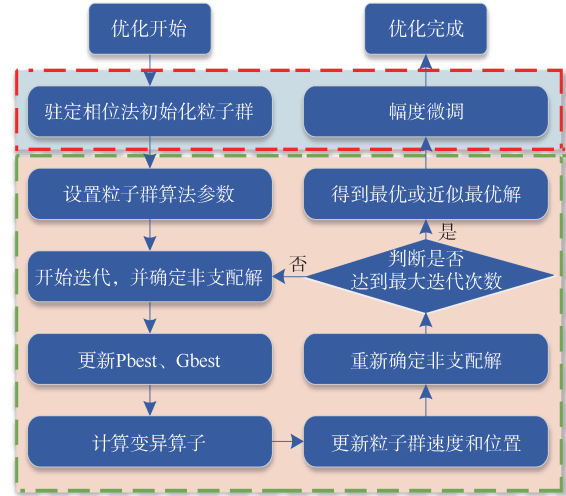 优化开始
优化完成
驻定相位法初始化粒子群
幅度微调
设置粒子群算法参数
得到最优或近似最优解
是
开始迭代，并确定非支配解
否
判断是否
达到最大迭代次数
更新Pbest、Gbest
重新确定非支配解
计算变异算子
更新粒子群速度和位置